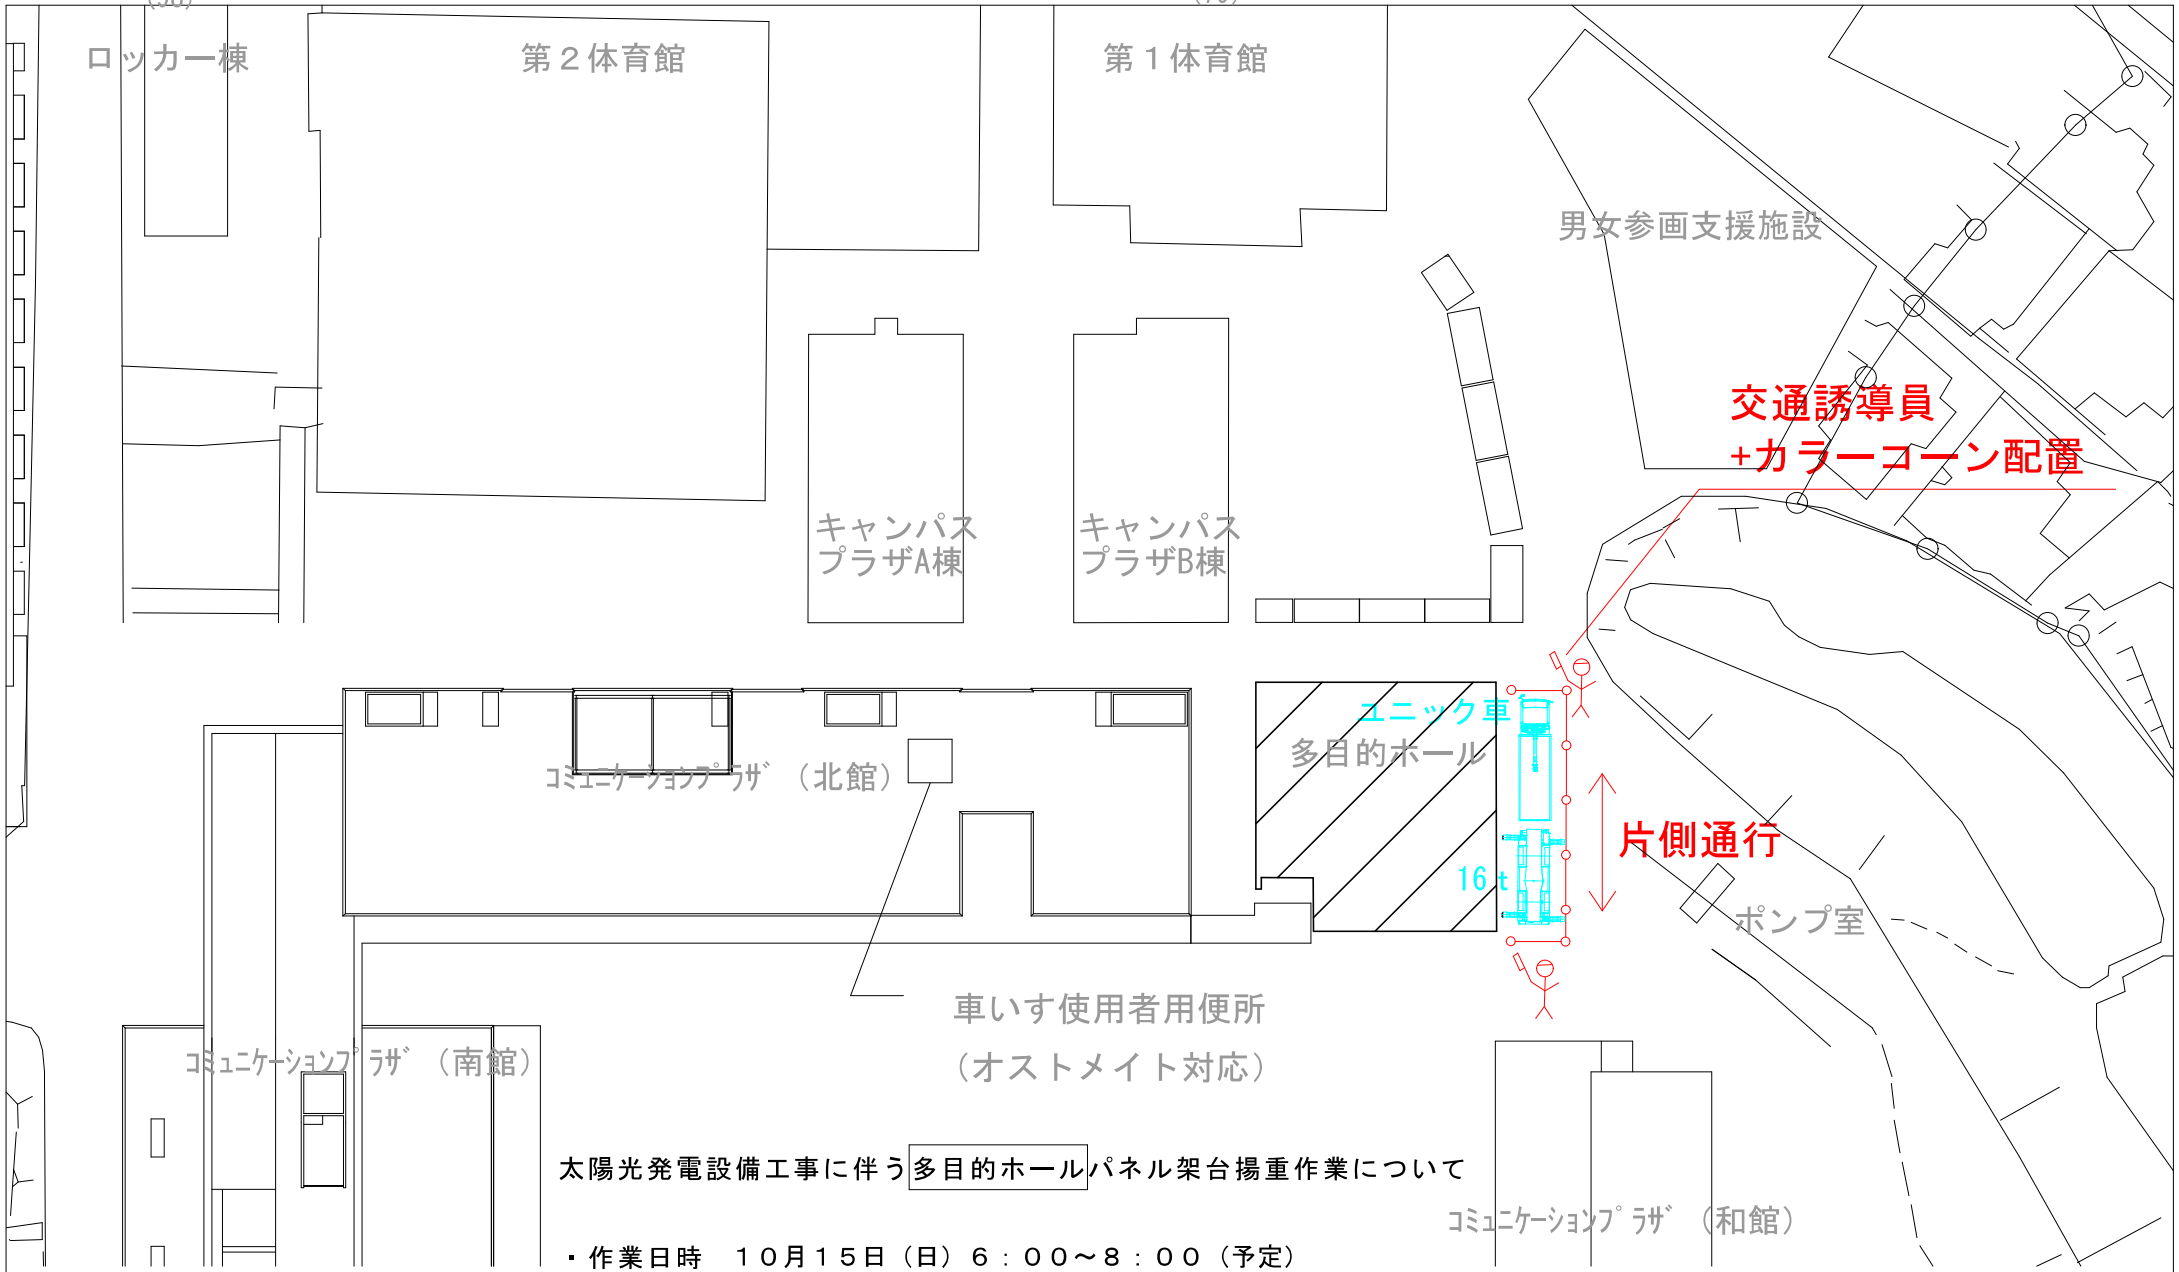 ロッカー棟
第２体育館
第１体育館
男女参画支援施設
交通誘導員
+カラーコーン配置
キャンパス
プラザA棟
キャンパス
プラザB棟
ユニック車
多目的ホール
ｺﾐｭﾆｹｰｼｮﾝﾌﾟﾗｻﾞ（北館）
片側通行
16t
ポンプ室
車いす使用者用便所
（オストメイト対応）
ｺﾐｭﾆｹｰｼｮﾝﾌﾟﾗｻﾞ（南館）
太陽光発電設備工事に伴う多目的ホールパネル架台揚重作業について
ｺﾐｭﾆｹｰｼｮﾝﾌﾟﾗｻﾞ（和館）
・作業日時　１０月１５日（日）６：００～８：００（予定）